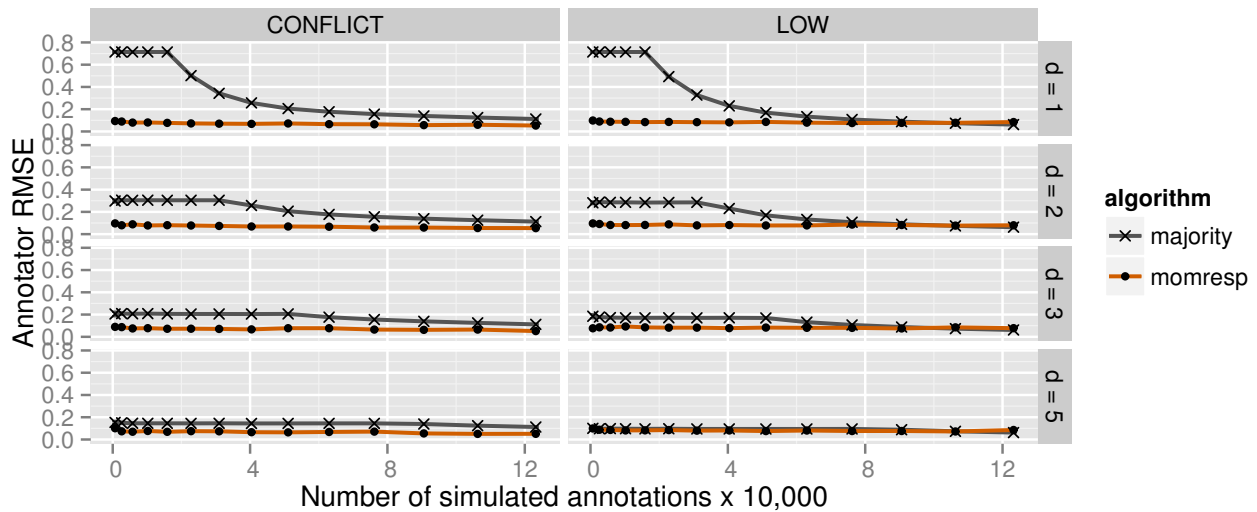 CONFLICT LOW
Annotator RMSE
0.8
0.6
0.4
0.2
0.0
d = 1
0.8
0.6
0.4
0.2
0.0
d = 2
0.8
0.6
0.4
0.2
0.0
d = 3
0.8
0.6
0.4
0.2
0.0
d = 5
0 4 8 12 0 4 8 12
Number of simulated annotations x 10,000
algorithm
majority
momresp